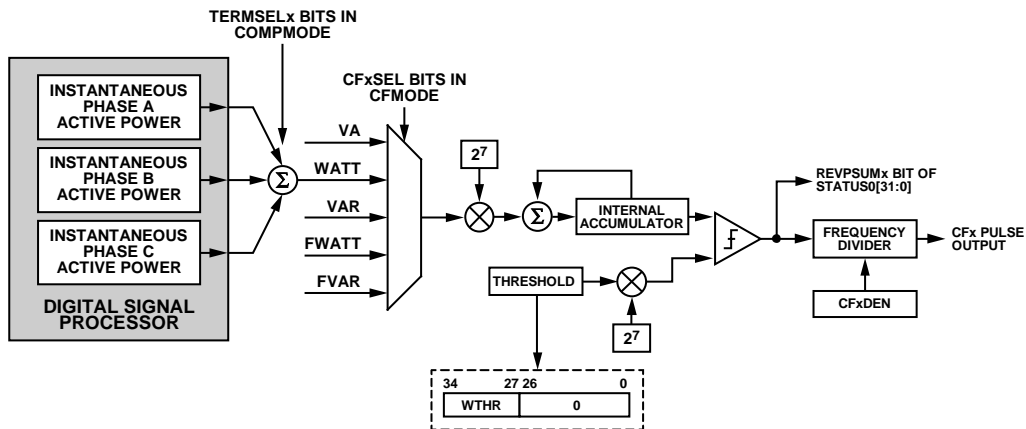 TERMSELx BITS IN
COMPMODE
INSTANTANEOUS
PHASE A
ACTIVE POWER
INSTANTANEOUS
PHASE B
ACTIVE POWER
INSTANTANEOUS
PHASE C
ACTIVE POWER
DIGITAL SIGNAL
PROCESSOR
Σ
CFxSEL BITS IN
CFMODE
VA
WATT
VAR
FWATT
FVAR
2⁷
Σ
INTERNAL
ACCUMULATOR
THRESHOLD
2⁷
34
27 26
0
WTHR
0
REVPSUMx BIT OF
STATUS0[31:0]
FREQUENCY
DIVIDER
CFx PULSE
OUTPUT
CFxDEN